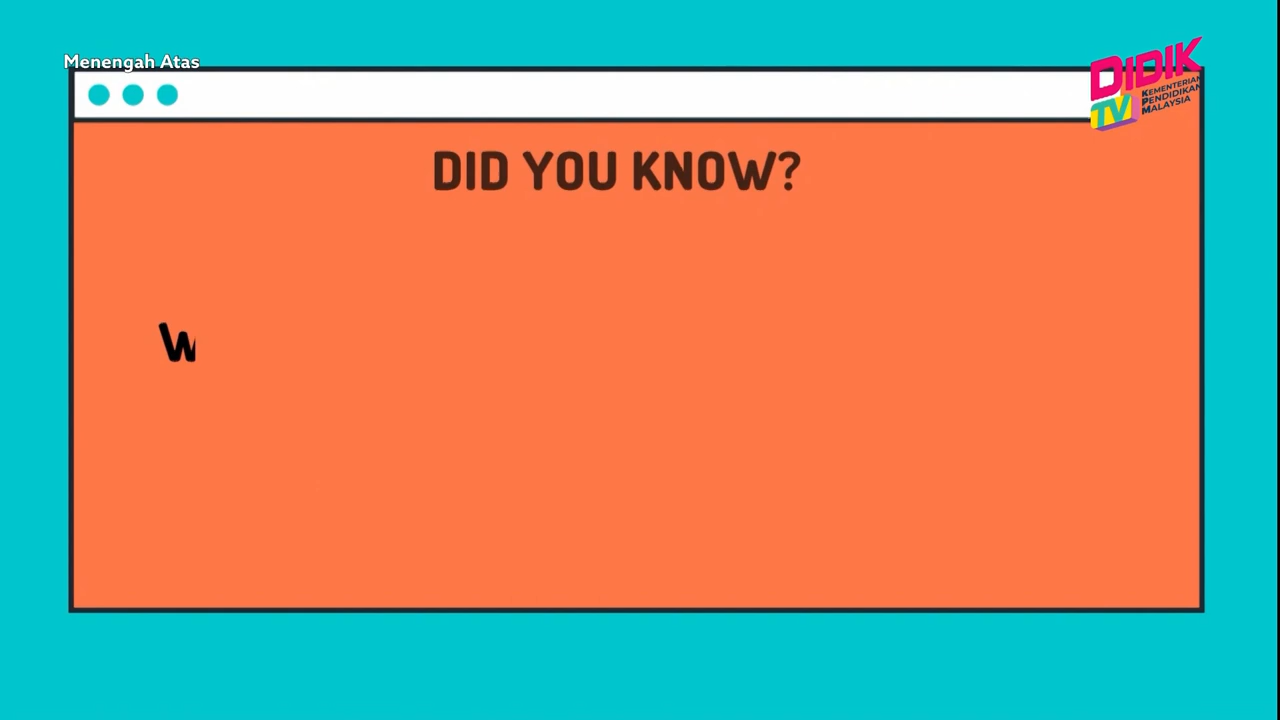 Menengah Atas
DIDIK
TV
KEMENTERIAN
PENDIDIKAN
MALAYSIA
DID YOU KNOW?
W